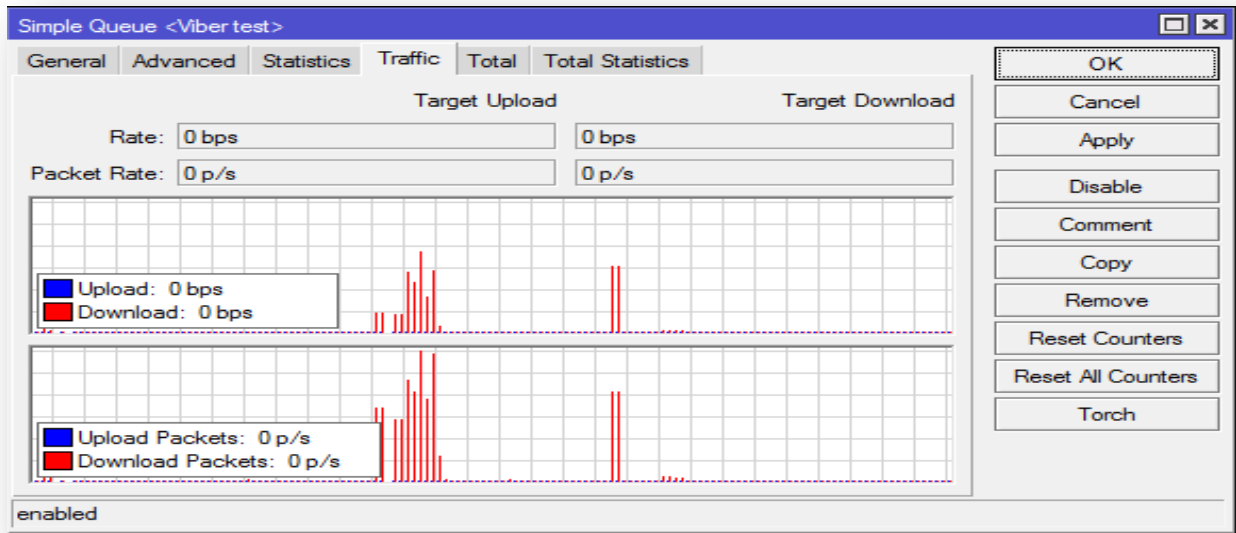 Simple Queue <Viber test>
General Advanced Statistics Traffic Total Total Statistics
Target Upload Target Download
Rate: 0 bps 0 bps
Packet Rate: 0 p/s 0 p/s
Upload: 0 bps
Download: 0 bps
Upload Packets: 0 p/s
Download Packets: 0 p/s
OK
Cancel
Apply
Disable
Comment
Copy
Remove
Reset Counters
Reset All Counters
Torch
enabled